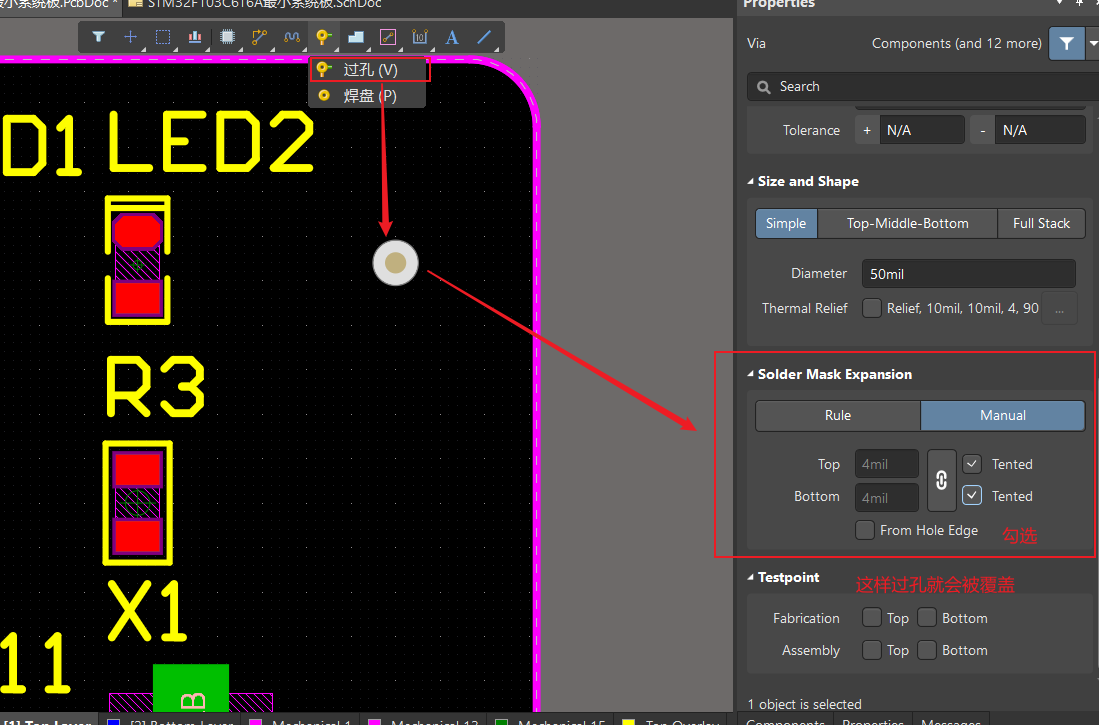 最小系统板.PcbDoc *
STM32F103C6T6A最小系统板.SchDoc
Properties
A
过孔 (V)
焊盘 (P)
D1 LED2
R3
X1
11
B
Via
Components (and 12 more)
Search
Tolerance + N/A - N/A
Size and Shape
Simple Top-Middle-Bottom Full Stack
Diameter 50mil
Thermal Relief Relief, 10mil, 10mil, 4, 90 ...
Solder Mask Expansion
Rule Manual
Top 4mil Tented
Bottom 4mil Tented
From Hole Edge
勾选
Testpoint
这样过孔就会被覆盖
Fabrication Top Bottom
Assembly Top Bottom
1 object is selected
[1] Top Layer [2] Bottom Layer Mechanical 1 Mechanical 13 Mechanical 15 Top Overlay
Components Properties Messages